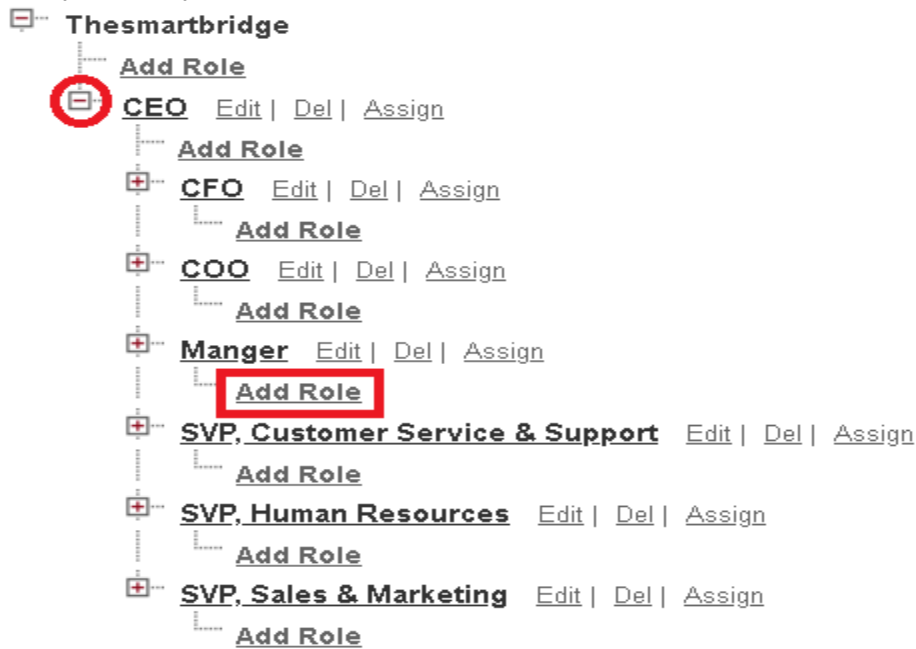 Thesmartbridge
Add Role
CEO Edit | Del | Assign
Add Role
CFO Edit | Del | Assign
Add Role
COO Edit | Del | Assign
Add Role
Manger Edit | Del | Assign
Add Role
SVP, Customer Service & Support Edit | Del | Assign
Add Role
SVP, Human Resources Edit | Del | Assign
Add Role
SVP, Sales & Marketing Edit | Del | Assign
Add Role